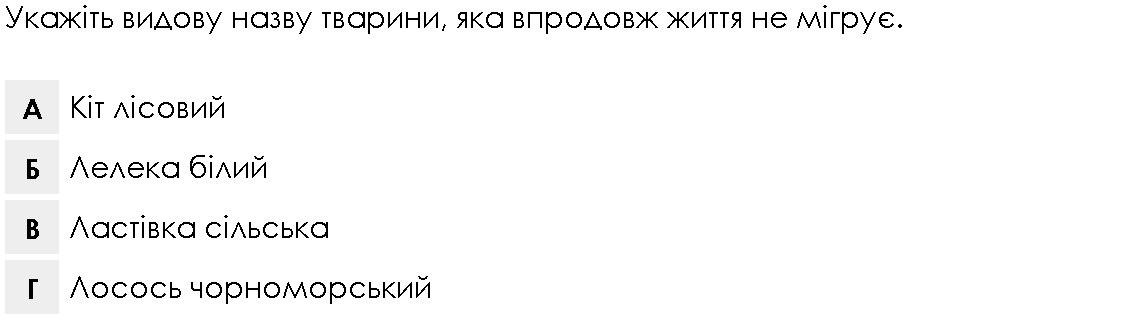 Укажіть видову назву тварини, яка впродовж життя не мігрує.
А Кіт лісовий
Б Лелека білий
В Ластівка сільська
Г Лосось чорноморський